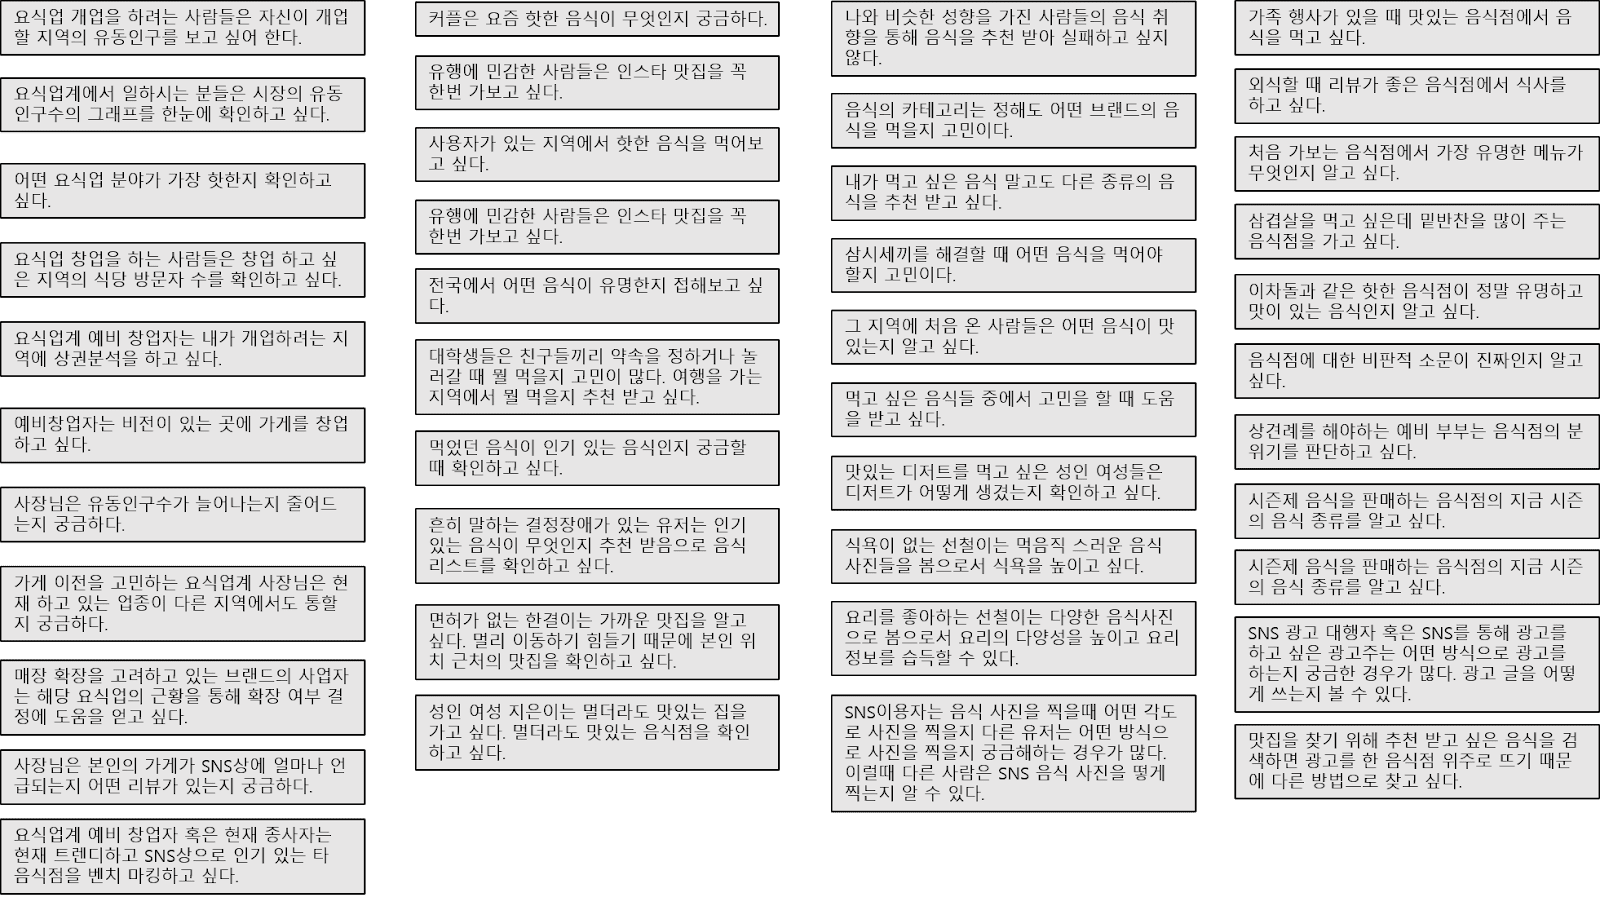 요식업 개업을 하려는 사람들은 자신이 개업
할 지역의 유동인구를 보고 싶어 한다.
요식업계에서 일하시는 분들은 시장의 유동
인구수의 그래프를 한눈에 확인하고 싶다.
어떤 요식업 분야가 가장 핫한지 확인하고
싶다.
요식업 창업을 하는 사람들은 창업 하고 싶
은 지역의 식당 방문자 수를 확인하고 싶다.
요식업계 예비 창업자는 내가 개업하려는 지
역에 상권분석을 하고 싶다.
예비창업자는 비전이 있는 곳에 가게를 창업
하고 싶다.
사장님은 유동인구수가 늘어나는지 줄어드
는지 궁금하다.
가게 이전을 고민하는 요식업계 사장님은 현
재 하고 있는 업종이 다른 지역에서도 통할
지 궁금하다.
매장 확장을 고려하고 있는 브랜드의 사업자
는 해당 요식업의 근황을 통해 확장 여부 결
정에 도움을 얻고 싶다.
사장님은 본인의 가게가 SNS상에 얼마나 언
급되는지 어떤 리뷰가 있는지 궁금하다.
요식업계 예비 창업자 혹은 현재 종사자는
현재 트렌디하고 SNS상으로 인기 있는 타
음식점을 벤치 마킹하고 싶다.
커플은 요즘 핫한 음식이 무엇인지 궁금하다.
유행에 민감한 사람들은 인스타 맛집을 꼭
한번 가보고 싶다.
사용자가 있는 지역에서 핫한 음식을 먹어보
고 싶다.
유행에 민감한 사람들은 인스타 맛집을 꼭
한번 가보고 싶다.
전국에서 어떤 음식이 유명한지 접해보고 싶
다.
대학생들은 친구들끼리 약속을 정하거나 놀
러갈 때 뭘 먹을지 고민이 많다. 여행을 가는
지역에서 뭘 먹을지 추천 받고 싶다.
먹었던 음식이 인기 있는 음식인지 궁금할
때 확인하고 싶다.
흔히 말하는 결정장애가 있는 유저는 인기
있는 음식이 무엇인지 추천 받음으로 음식
리스트를 확인하고 싶다.
면허가 없는 한결이는 가까운 맛집을 알고
싶다. 멀리 이동하기 힘들기 때문에 본인 위
치 근처의 맛집을 확인하고 싶다.
성인 여성 지은이는 멀더라도 맛있는 집을
가고 싶다. 멀더라도 맛있는 음식점을 확인
하고 싶다.
나와 비슷한 성향을 가진 사람들의 음식 취
향을 통해 음식을 추천 받아 실패하고 싶지
않다.
음식의 카테고리는 정해도 어떤 브랜드의 음
식을 먹을지 고민이다.
내가 먹고 싶은 음식 말고도 다른 종류의 음
식을 추천 받고 싶다.
삼시세끼를 해결할 때 어떤 음식을 먹어야
할지 고민이다.
그 지역에 처음 온 사람들은 어떤 음식이 맛
있는지 알고 싶다.
먹고 싶은 음식들 중에서 고민을 할 때 도움
을 받고 싶다.
맛있는 디저트를 먹고 싶은 성인 여성들은
디저트가 어떻게 생겼는지 확인하고 싶다.
식욕이 없는 선철이는 먹음직 스러운 음식
사진들을 봄으로서 식욕을 높이고 싶다.
요리를 좋아하는 선철이는 다양한 음식사진
으로 봄으로서 요리의 다양성을 높이고 요리
정보를 습득할 수 있다.
SNS이용자는 음식 사진을 찍을때 어떤 각도
로 사진을 찍을지 다른 유저는 어떤 방식으
로 사진을 찍을지 궁금해하는 경우가 많다.
이럴때 다른 사람은 SNS 음식 사진을 떻게
찍는지 알 수 있다.
가족 행사가 있을 때 맛있는 음식점에서 음
식을 먹고 싶다.
외식할 때 리뷰가 좋은 음식점에서 식사를
하고 싶다.
처음 가보는 음식점에서 가장 유명한 메뉴가
무엇인지 알고 싶다.
삼겹살을 먹고 싶은데 밑반찬을 많이 주는
음식점을 가고 싶다.
이차돌과 같은 핫한 음식점이 정말 유명하고
맛이 있는 음식인지 알고 싶다.
음식점에 대한 비판적 소문이 진짜인지 알고
싶다.
상견례를 해야하는 예비 부부는 음식점의 분
위기를 판단하고 싶다.
시즌제 음식을 판매하는 음식점의 지금 시즌
의 음식 종류를 알고 싶다.
시즌제 음식을 판매하는 음식점의 지금 시즌
의 음식 종류를 알고 싶다.
SNS 광고 대행자 혹은 SNS를 통해 광고를
하고 싶은 광고주는 어떤 방식으로 광고를
하는지 궁금한 경우가 많다. 광고 글을 어떻
게 쓰는지 볼 수 있다.
맛집을 찾기 위해 추천 받고 싶은 음식을 검
색하면 광고를 한 음식점 위주로 뜨기 때문
에 다른 방법으로 찾고 싶다.